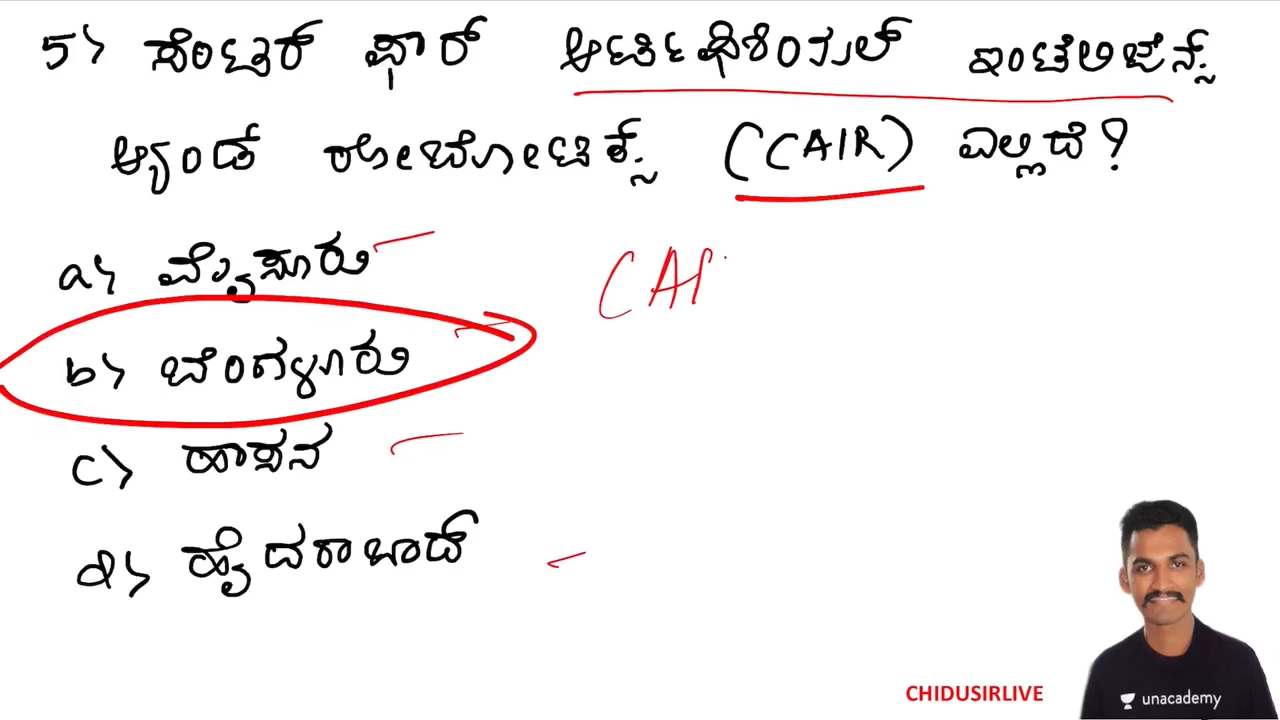 5> ಸೆಂಟರ್ ಫಾರ್ ಆರ್ಟಿಫಿಶಿಂಯಲ್ ಇಂಟೆಲಿಜೆನ್ಸ್
ಆ್ಯಂಡ್ ರೋಬೋಟಿಕ್ಸ್ (CAIR) ಎಲ್ಲಿದೆ?
a> ಮೈಸೂರು
CAI
b> ಬೆಂಗಳೂರು
c> ಹಾಸನ
d> ಹೈದರಾಬಾದ್
CHIDUSIRLIVE
unacademy